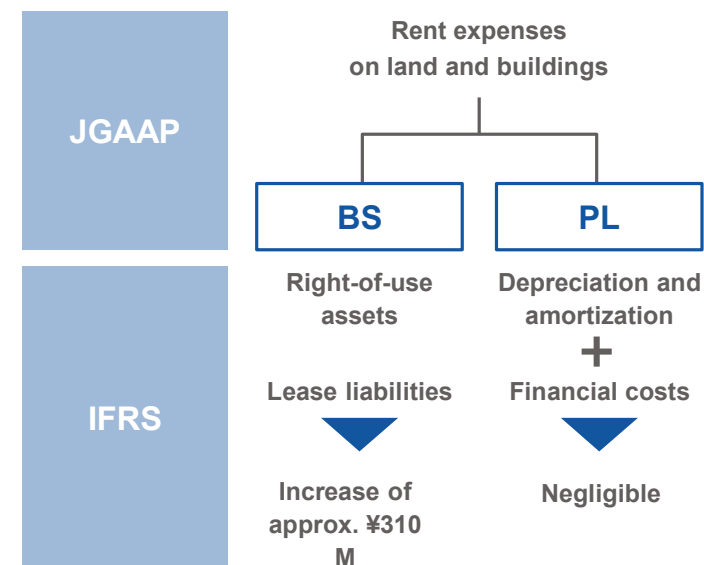 JGAAP
Rent expenses
on land and buildings
BS
PL
IFRS
Right-of-use
assets
Depreciation and
amortization
+
Lease liabilities
Financial costs
Increase of
approx. ¥310
M
Negligible